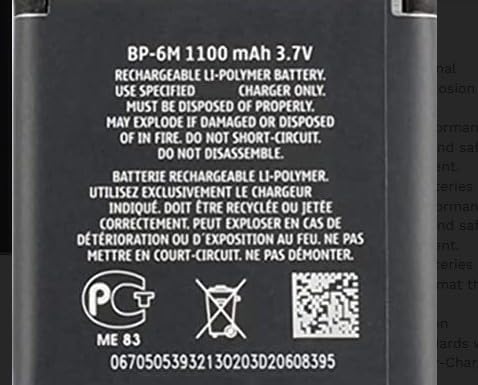 BP-6M 1100 mAh 3.7V
RECHARGEABLE LI-POLYMER BATTERY.
USE SPECIFIED CHARGER ONLY.
MUST BE DISPOSED OF PROPERLY.
MAY EXPLODE IF DAMAGED OR DISPOSED
OF IN FIRE. DO NOT SHORT-CIRCUIT.
DO NOT DISASSEMBLE.
BATTERIE RECHARGEABLE LI-POLYMER.
UTILISEZ EXCLUSIVEMENT LE CHARGEUR
INDIQUÉ. DOIT ÊTRE RECYCLÉE OU JETÉE
CORRECTEMENT. PEUT EXPLOSER EN CAS DE
DÉTÉRIORATION OU D'EXPOSITION AU FEU. NE PAS
METTRE EN COURT-CIRCUIT. NE PAS DÉMONTER.
PCT
ME 83
0670505393213020 3D20608395